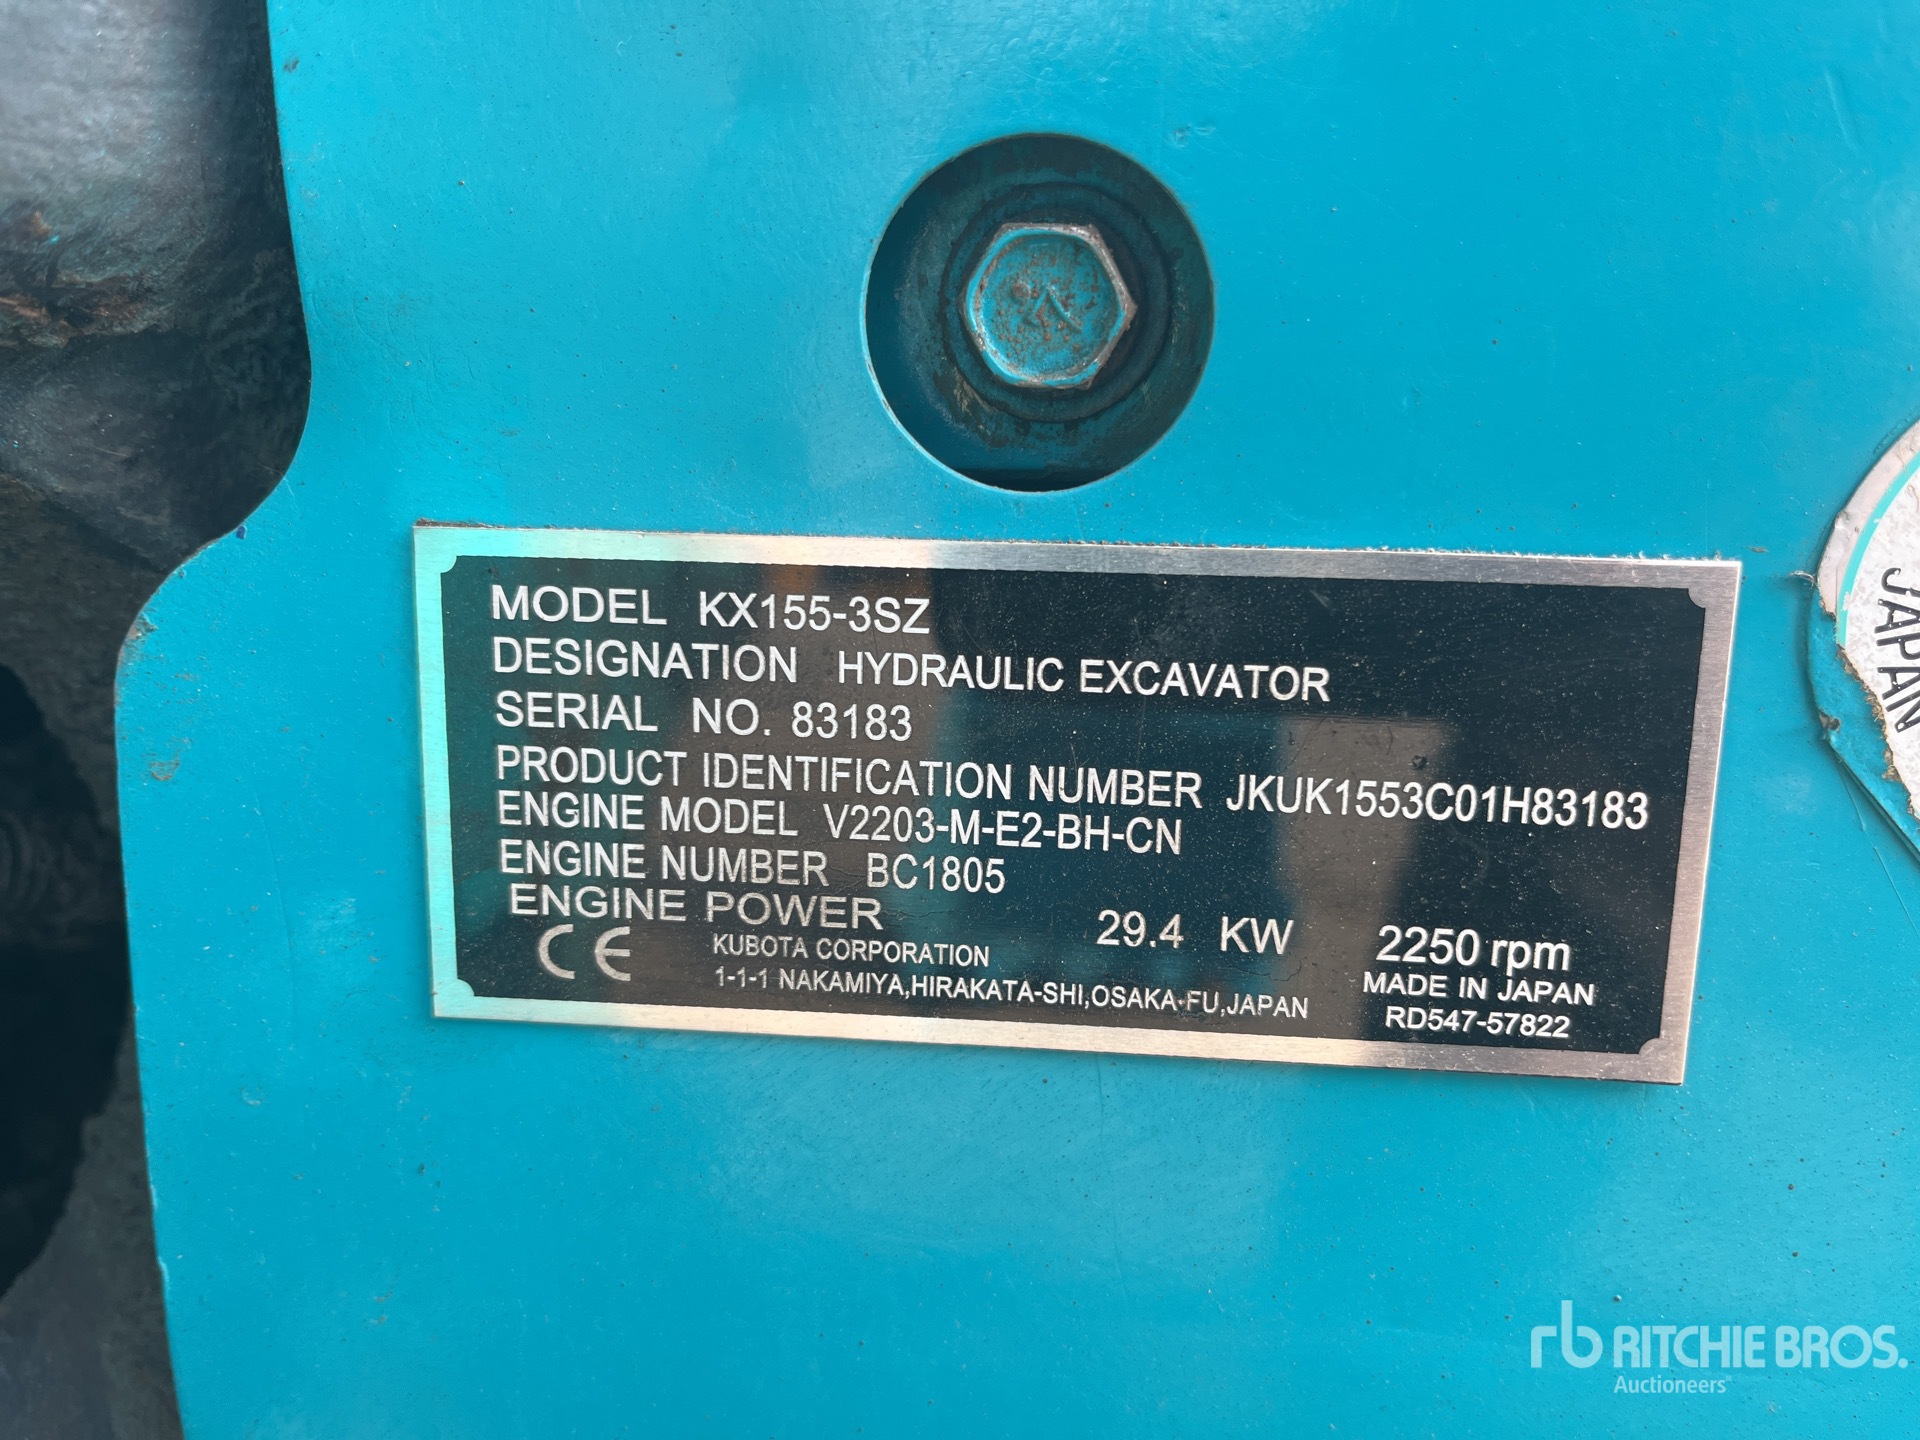 MODEL KX155-3SZ
DESIGNATION HYDRAULIC EXCAVATOR
SERIAL NO. 83183
PRODUCT IDENTIFICATION NUMBER JKUK1553C01H83183
ENGINE MODEL V2203-M-E2-BH-CN
ENGINE NUMBER BC1805
ENGINE POWER 29.4 KW 2250 rpm
CE KUBOTA CORPORATION
1-1-1 NAKAMIYA,HIRAKATA-SHI,OSAKA-FU,JAPAN
MADE IN JAPAN
RD547-57822
JAPAN
rb RITCHIE BROS.
Auctioneers